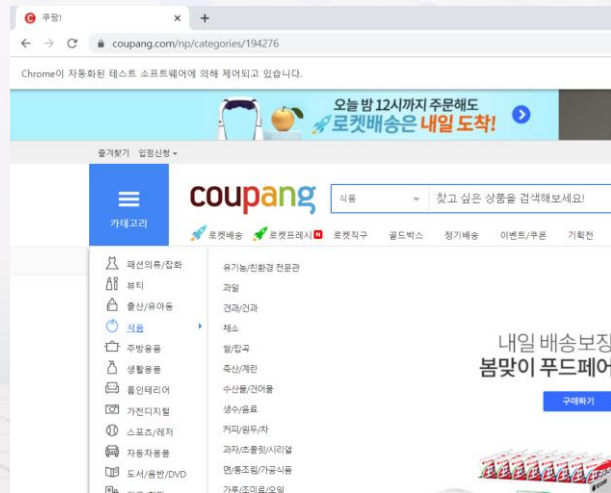 쿠팡!
coupang.com/np/categories/194276
Chrome이 자동화된 테스트 소프트웨어에 의해 제어되고 있습니다.
오늘 밤 12시까지 주문해도
로켓배송은 내일 도착!
즐겨찾기 입점신청
카테고리
coupang
식품
찾고 싶은 상품을 검색해보세요!
로켓배송 로켓프레시 N 로켓직구 골드박스 정기배송 이벤트/쿠폰 기획전
패션의류/잡화
뷰티
출산/유아동
식품
주방용품
생활용품
홈인테리어
가전디지털
스포츠/레저
자동차용품
도서/음반/DVD
유기농/친환경 전문관
과일
견과/건과
채소
쌀/잡곡
축산/계란
수산물/건어물
생수/음료
커피/원두/차
과자/초콜릿/시리얼
면/통조림/가공식품
가루/조미료/오일
내일 배송보장
봄맞이 푸드페어
구매하기